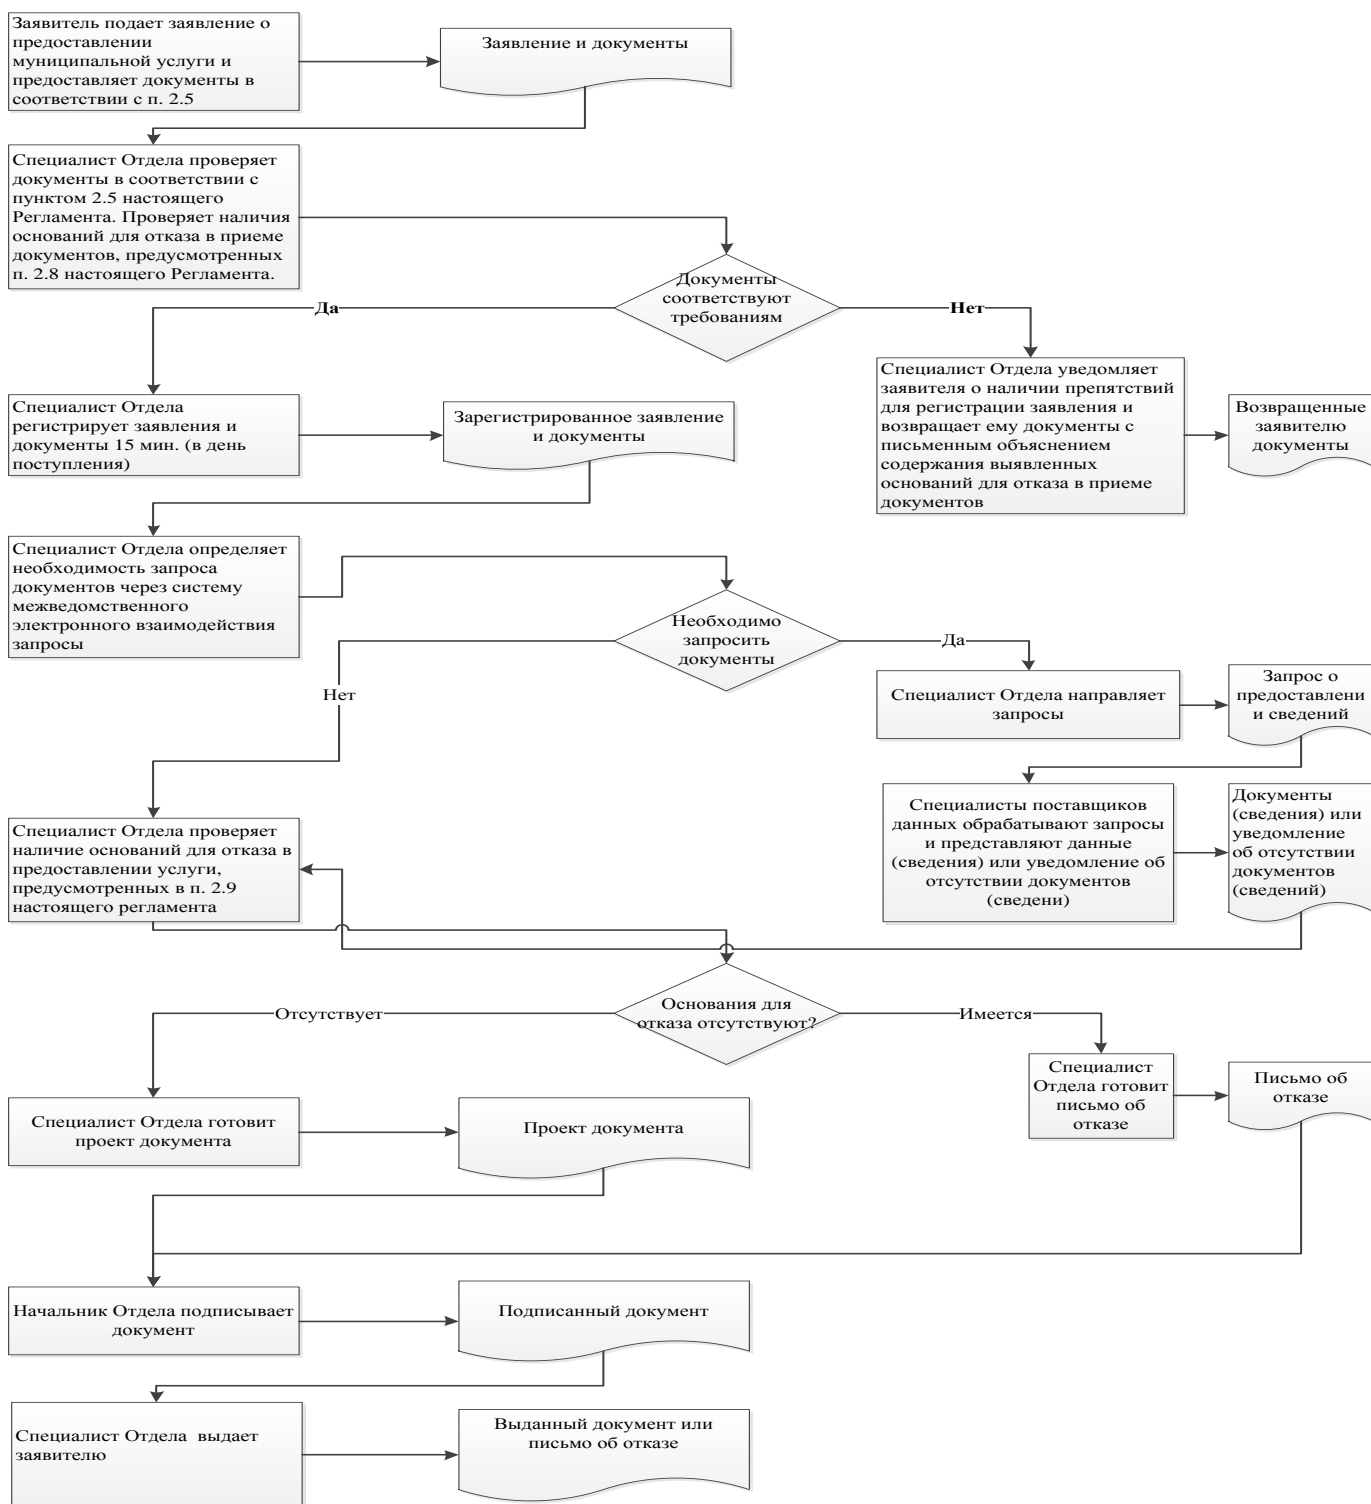 Заявитель подает заявление о
предоставлении
муниципальной услуги и
предоставляет документы в
соответствии с п. 2.5
Заявление и документы
Специалист Отдела проверяет
документы в соответствии с
пунктом 2.5 настоящего
Регламента. Проверяет наличия
оснований для отказа в приеме
документов, предусмотренных
п. 2.8 настоящего Регламента.
Документы
соответствуют
требованиям
Да
Нет
Специалист Отдела
регистрирует заявления и
документы 15 мин. (в день
поступления)
Зарегистрированное заявление
и документы
Специалист Отдела уведомляет
заявителя о наличии препятствий
для регистрации заявления и
возвращает ему документы с
письменным объяснением
содержания выявленных
оснований для отказа в приеме
документов
Возвращенные
заявителю
документы
Специалист Отдела определяет
необходимость запроса
документов через систему
межведомственного
электронного взаимодействия
запросы
Необходимо
запросить
документы
Да
Нет
Специалист Отдела направляет
запросы
Запрос о
предоставлени
и сведений
Специалисты поставщиков
данных обрабатывают запросы
и представляют данные
(сведения) или уведомление об
отсутствии документов
(сведени)
Документы
(сведения) или
уведомление
об отсутствии
документов
(сведений)
Специалист Отдела проверяет
наличие оснований для отказа в
предоставлении услуги,
предусмотренных в п. 2.9
настоящего регламента
Основания для
отказа отсутствуют?
Отсутствует
Имеется
Специалист
Отдела готовит
письмо об
отказе
Письмо об
отказе
Специалист Отдела готовит
проект документа
Проект документа
Начальник Отдела подписывает
документ
Подписанный документ
Специалист Отдела  выдает
заявителю
Выданный документ или
письмо об отказе